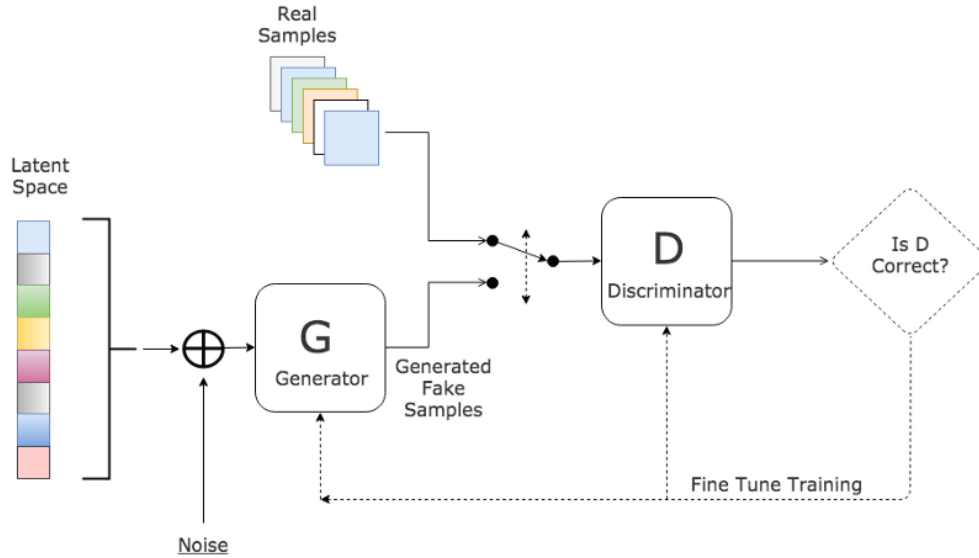 Real
Samples
Latent
Space
Is D
Correct?
D
Discriminator
G
Generator
Generated
Fake
Samples
Fine Tune Training
Noise